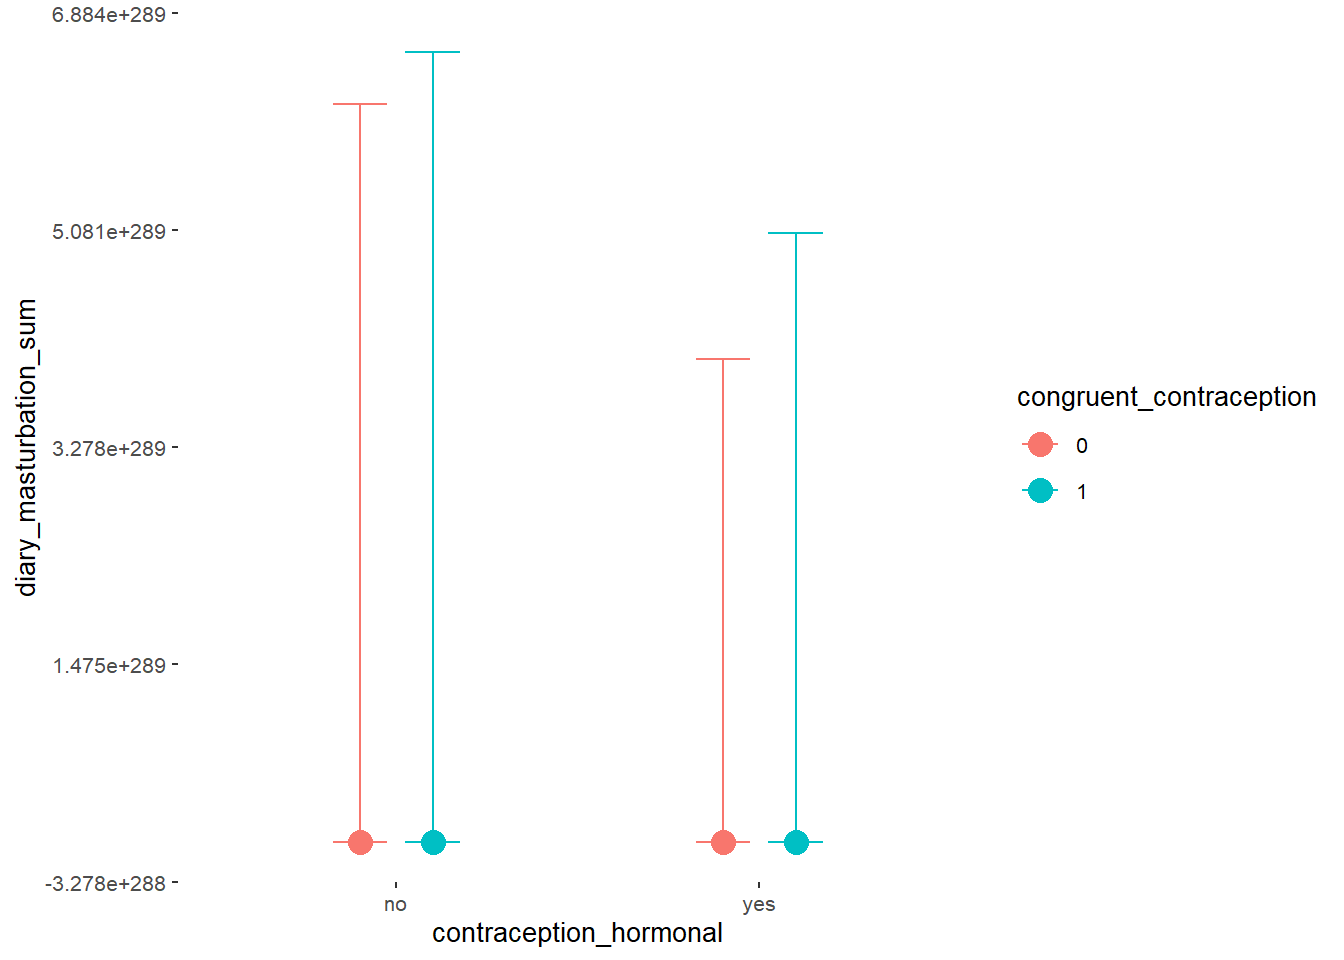 6.884e+289
5.081e+289
3.278e+289
1.475e+289
-3.278e+288
diary_masturbation_sum
no
yes
contraception_hormonal
congruent_contraception
0
1